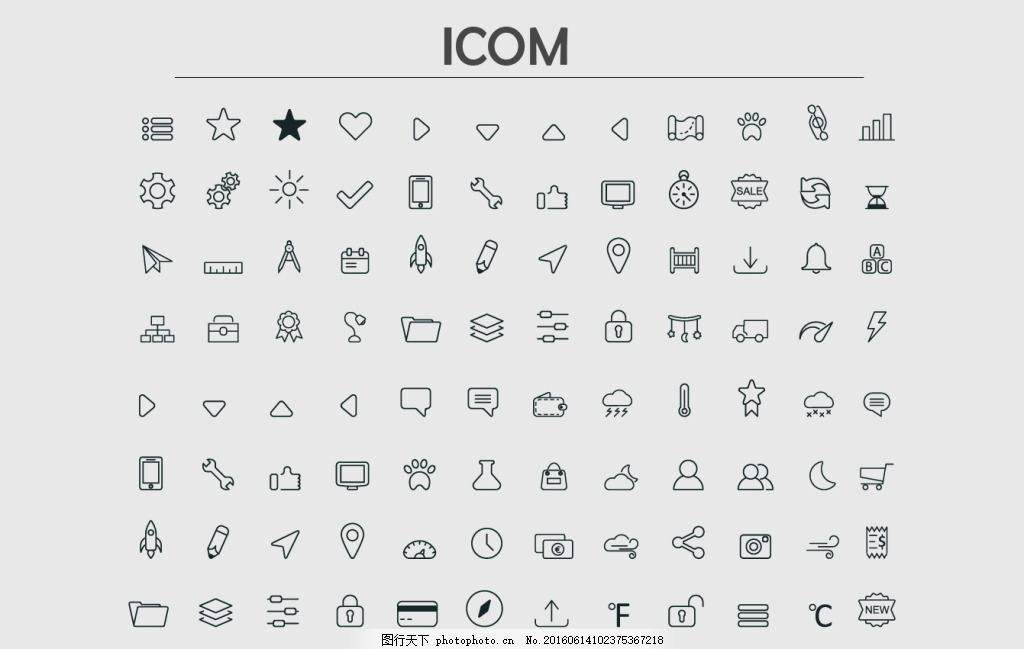 ICOM
SALE
A
B C
€
$
°F
°C
NEW
图行天下 photophoto.cn No.20160614102375367218